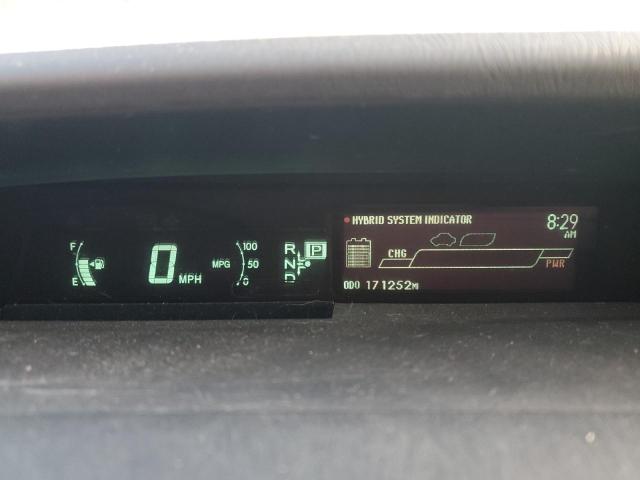 F
E
0 MPH
MPG
100
50
0
R
N
D
P
HYBRID SYSTEM INDICATOR
8:29
AM
CHG
PWR
ODO 171252MI